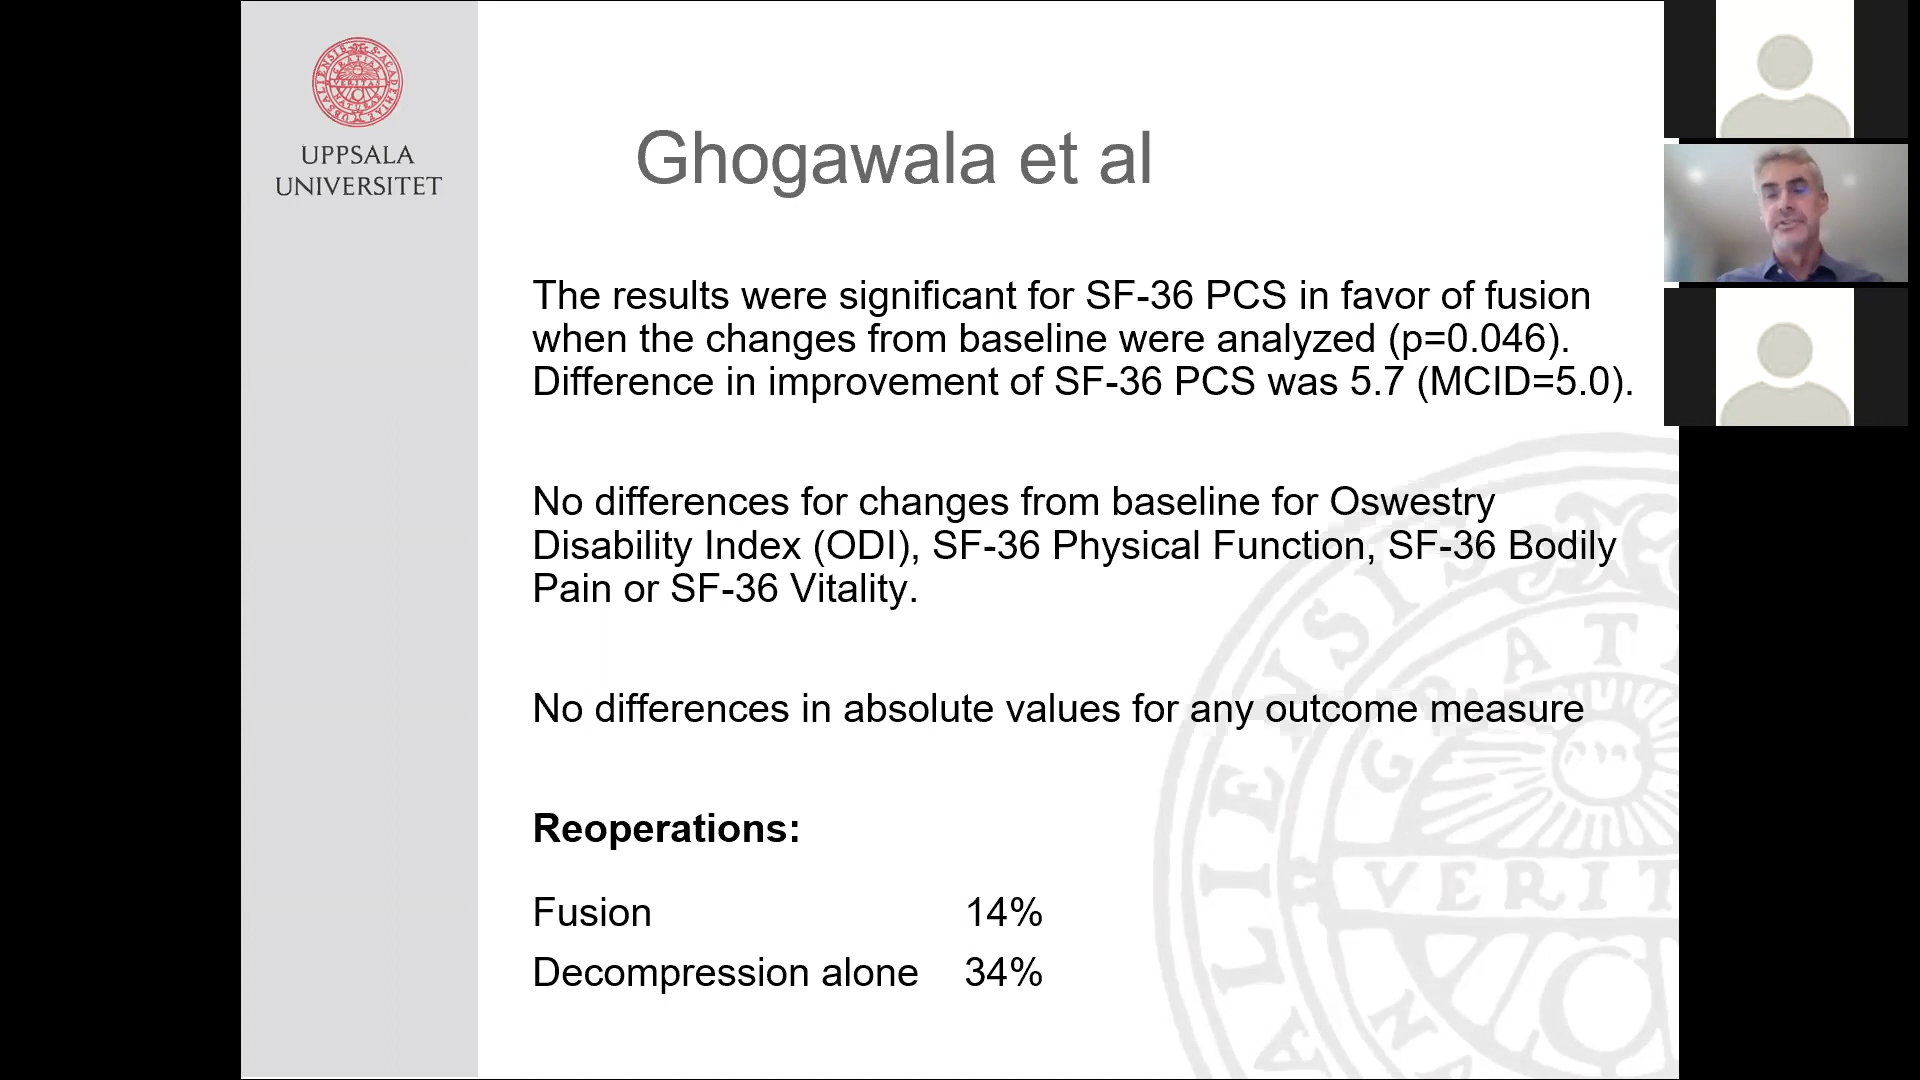 UPPSALA
UNIVERSITET
Ghogawala et al
The results were significant for SF-36 PCS in favor of fusion
when the changes from baseline were analyzed (p=0.046).
Difference in improvement of SF-36 PCS was 5.7 (MCID=5.0).
No differences for changes from baseline for Oswestry
Disability Index (ODI), SF-36 Physical Function, SF-36 Bodily
Pain or SF-36 Vitality.
No differences in absolute values for any outcome measure
Reoperations:
Fusion 14%
Decompression alone 34%